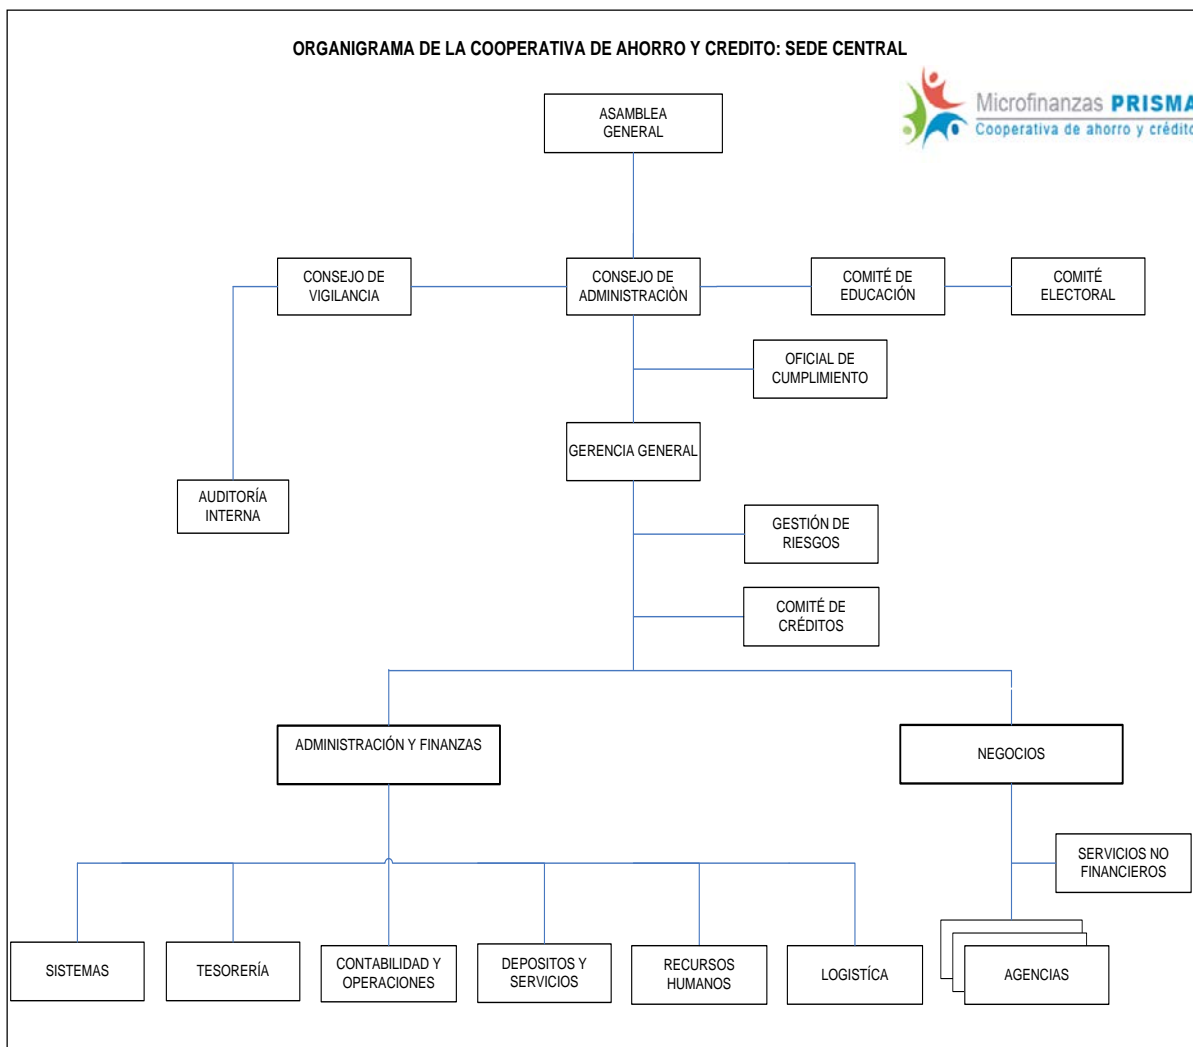 ORGANIGRAMA DE LA COOPERATIVA DE AHORRO Y CREDITO: SEDE CENTRAL
Microfinanzas PRISMA
Cooperativa de ahorro y crédito
ASAMBLEA
GENERAL
CONSEJO DE
VIGILANCIA
CONSEJO DE
ADMINISTRACIÒN
COMITÉ DE
EDUCACIÓN
COMITÉ
ELECTORAL
OFICIAL DE
CUMPLIMIENTO
GERENCIA GENERAL
AUDITORÍA
INTERNA
GESTIÓN DE
RIESGOS
COMITÉ DE
CRÉDITOS
ADMINISTRACIÓN Y FINANZAS
NEGOCIOS
SERVICIOS NO
FINANCIEROS
SISTEMAS
TESORERÍA
CONTABILIDAD Y
OPERACIONES
DEPOSITOS Y
SERVICIOS
RECURSOS
HUMANOS
LOGISTÍCA
AGENCIAS